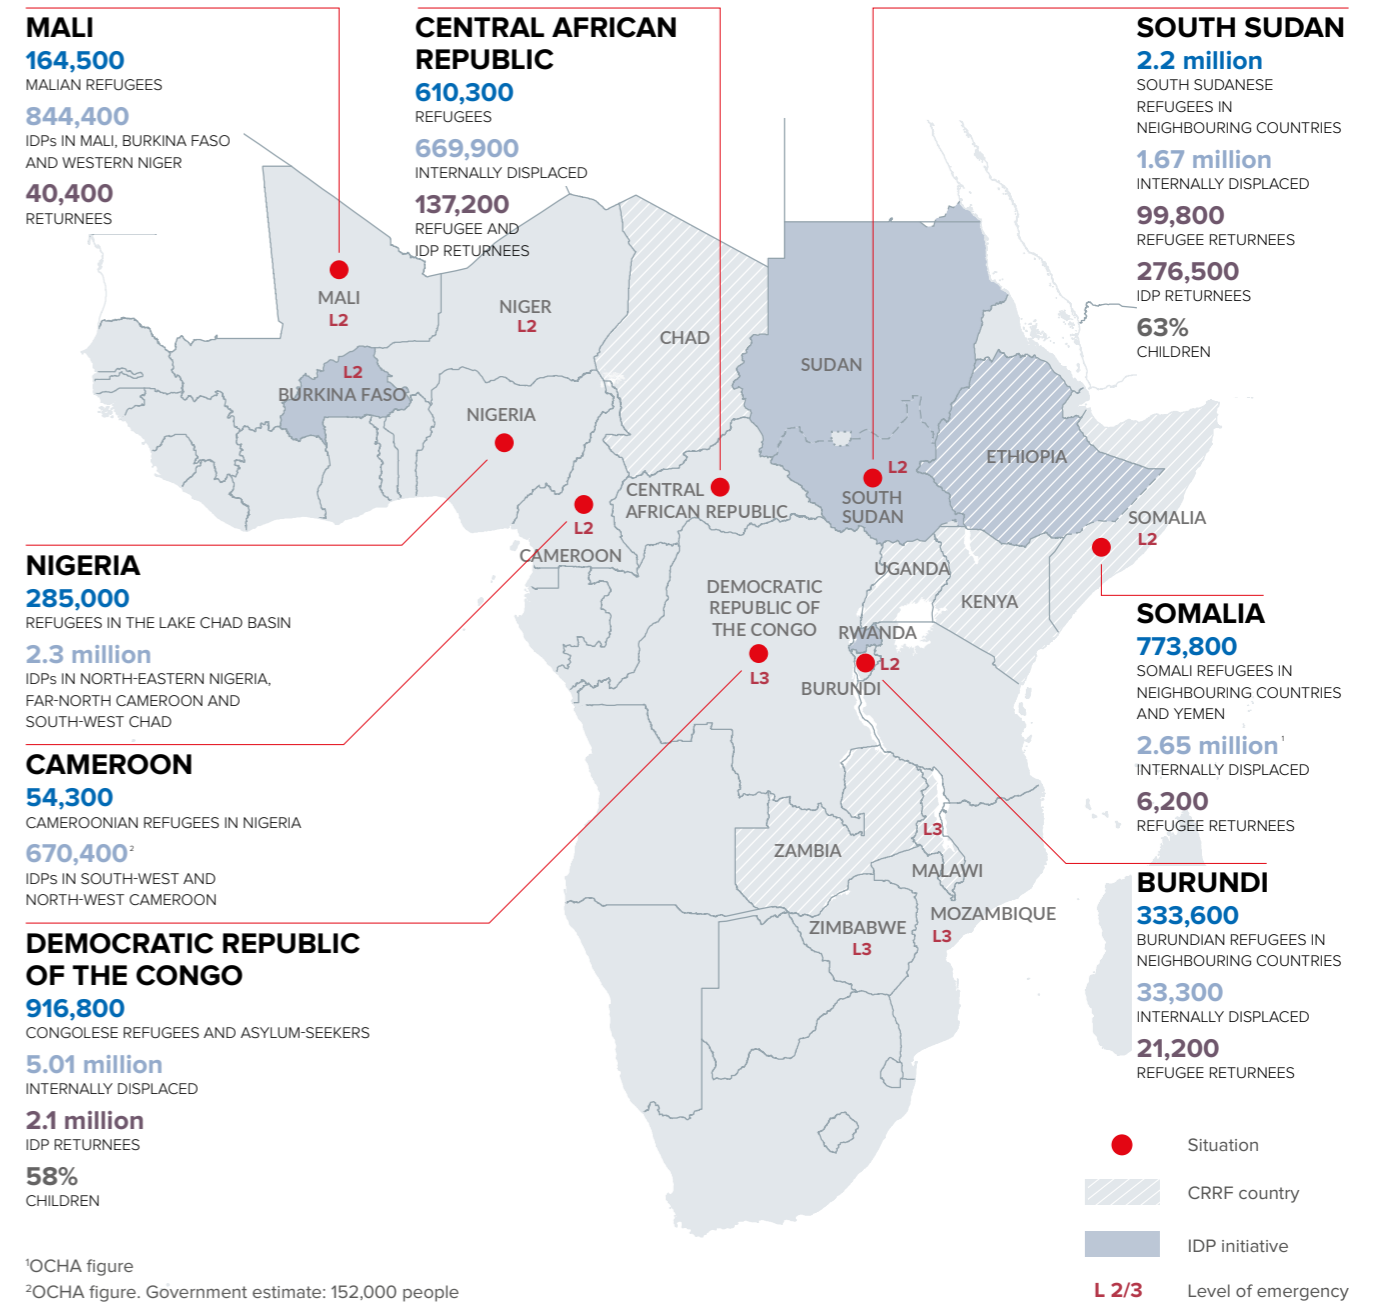 MALI
164,500
MALIAN REFUGEES
844,400
IDPs IN MALI, BURKINA FASO
AND WESTERN NIGER
40,400
RETURNEES
CENTRAL AFRICAN
REPUBLIC
610,300
REFUGEES
669,900
INTERNALLY DISPLACED
137,200
REFUGEE AND
IDP RETURNEES
SOUTH SUDAN
2.2 million
SOUTH SUDANESE
REFUGEES IN
NEIGHBOURING COUNTRIES
1.67 million
INTERNALLY DISPLACED
99,800
REFUGEE RETURNEES
276,500
IDP RETURNEES
63%
CHILDREN
MALI
L2
NIGER
L2
CHAD
SUDAN
L2
BURKINA FASO
NIGERIA
ETHIOPIA
L2
SOUTH
SUDAN
CENTRAL
AFRICAN REPUBLIC
L2
CAMEROON
SOMALIA
L2
UGANDA
KENYA
DEMOCRATIC
REPUBLIC OF
THE CONGO
L3
RWANDA
L2
BURUNDI
ZAMBIA
L3
MALAWI
ZIMBABWE
L3
MOZAMBIQUE
L3
NIGERIA
285,000
REFUGEES IN THE LAKE CHAD BASIN
2.3 million
IDPs IN NORTH-EASTERN NIGERIA,
FAR-NORTH CAMEROON AND
SOUTH-WEST CHAD
CAMEROON
54,300
CAMEROONIAN REFUGEES IN NIGERIA
670,400²
IDPs IN SOUTH-WEST AND
NORTH-WEST CAMEROON
DEMOCRATIC REPUBLIC
OF THE CONGO
916,800
CONGOLESE REFUGEES AND ASYLUM-SEEKERS
5.01 million
INTERNALLY DISPLACED
2.1 million
IDP RETURNEES
58%
CHILDREN
SOMALIA
773,800
SOMALI REFUGEES IN
NEIGHBOURING COUNTRIES
AND YEMEN
2.65 million¹
INTERNALLY DISPLACED
6,200
REFUGEE RETURNEES
BURUNDI
333,600
BURUNDIAN REFUGEES IN
NEIGHBOURING COUNTRIES
33,300
INTERNALLY DISPLACED
21,200
REFUGEE RETURNEES
Situation
CRRF country
IDP initiative
L 2/3 Level of emergency
¹OCHA figure
²OCHA figure. Government estimate: 152,000 people